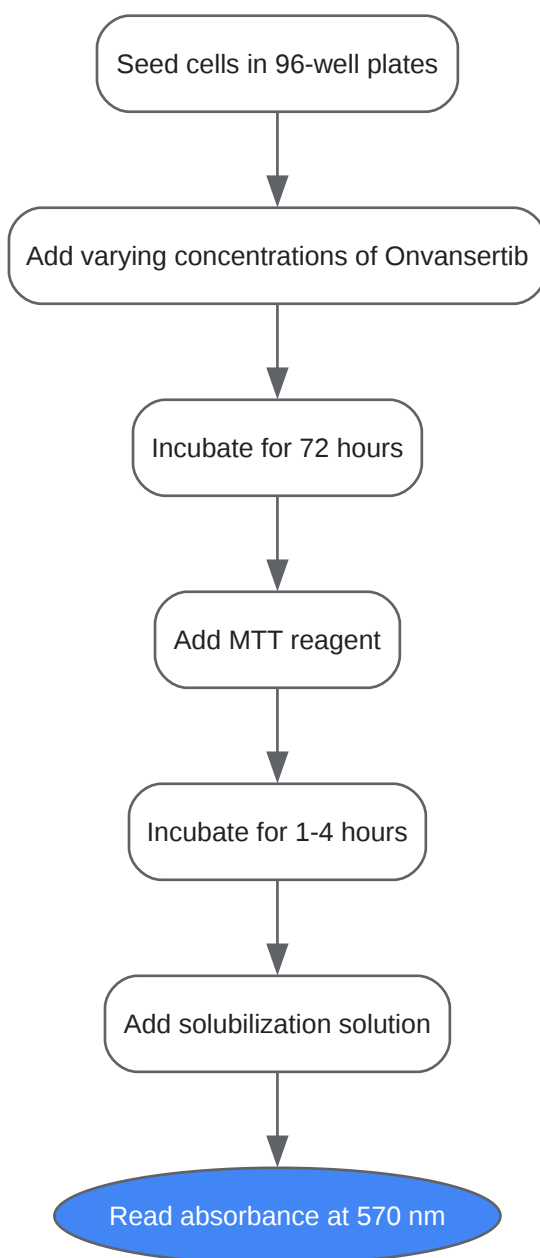 Seed cells in 96-well plates
Add varying concentrations of Onvansertib
Incubate for 72 hours
Add MTT reagent
Incubate for 1-4 hours
Add solubilization solution
Read absorbance at 570 nm